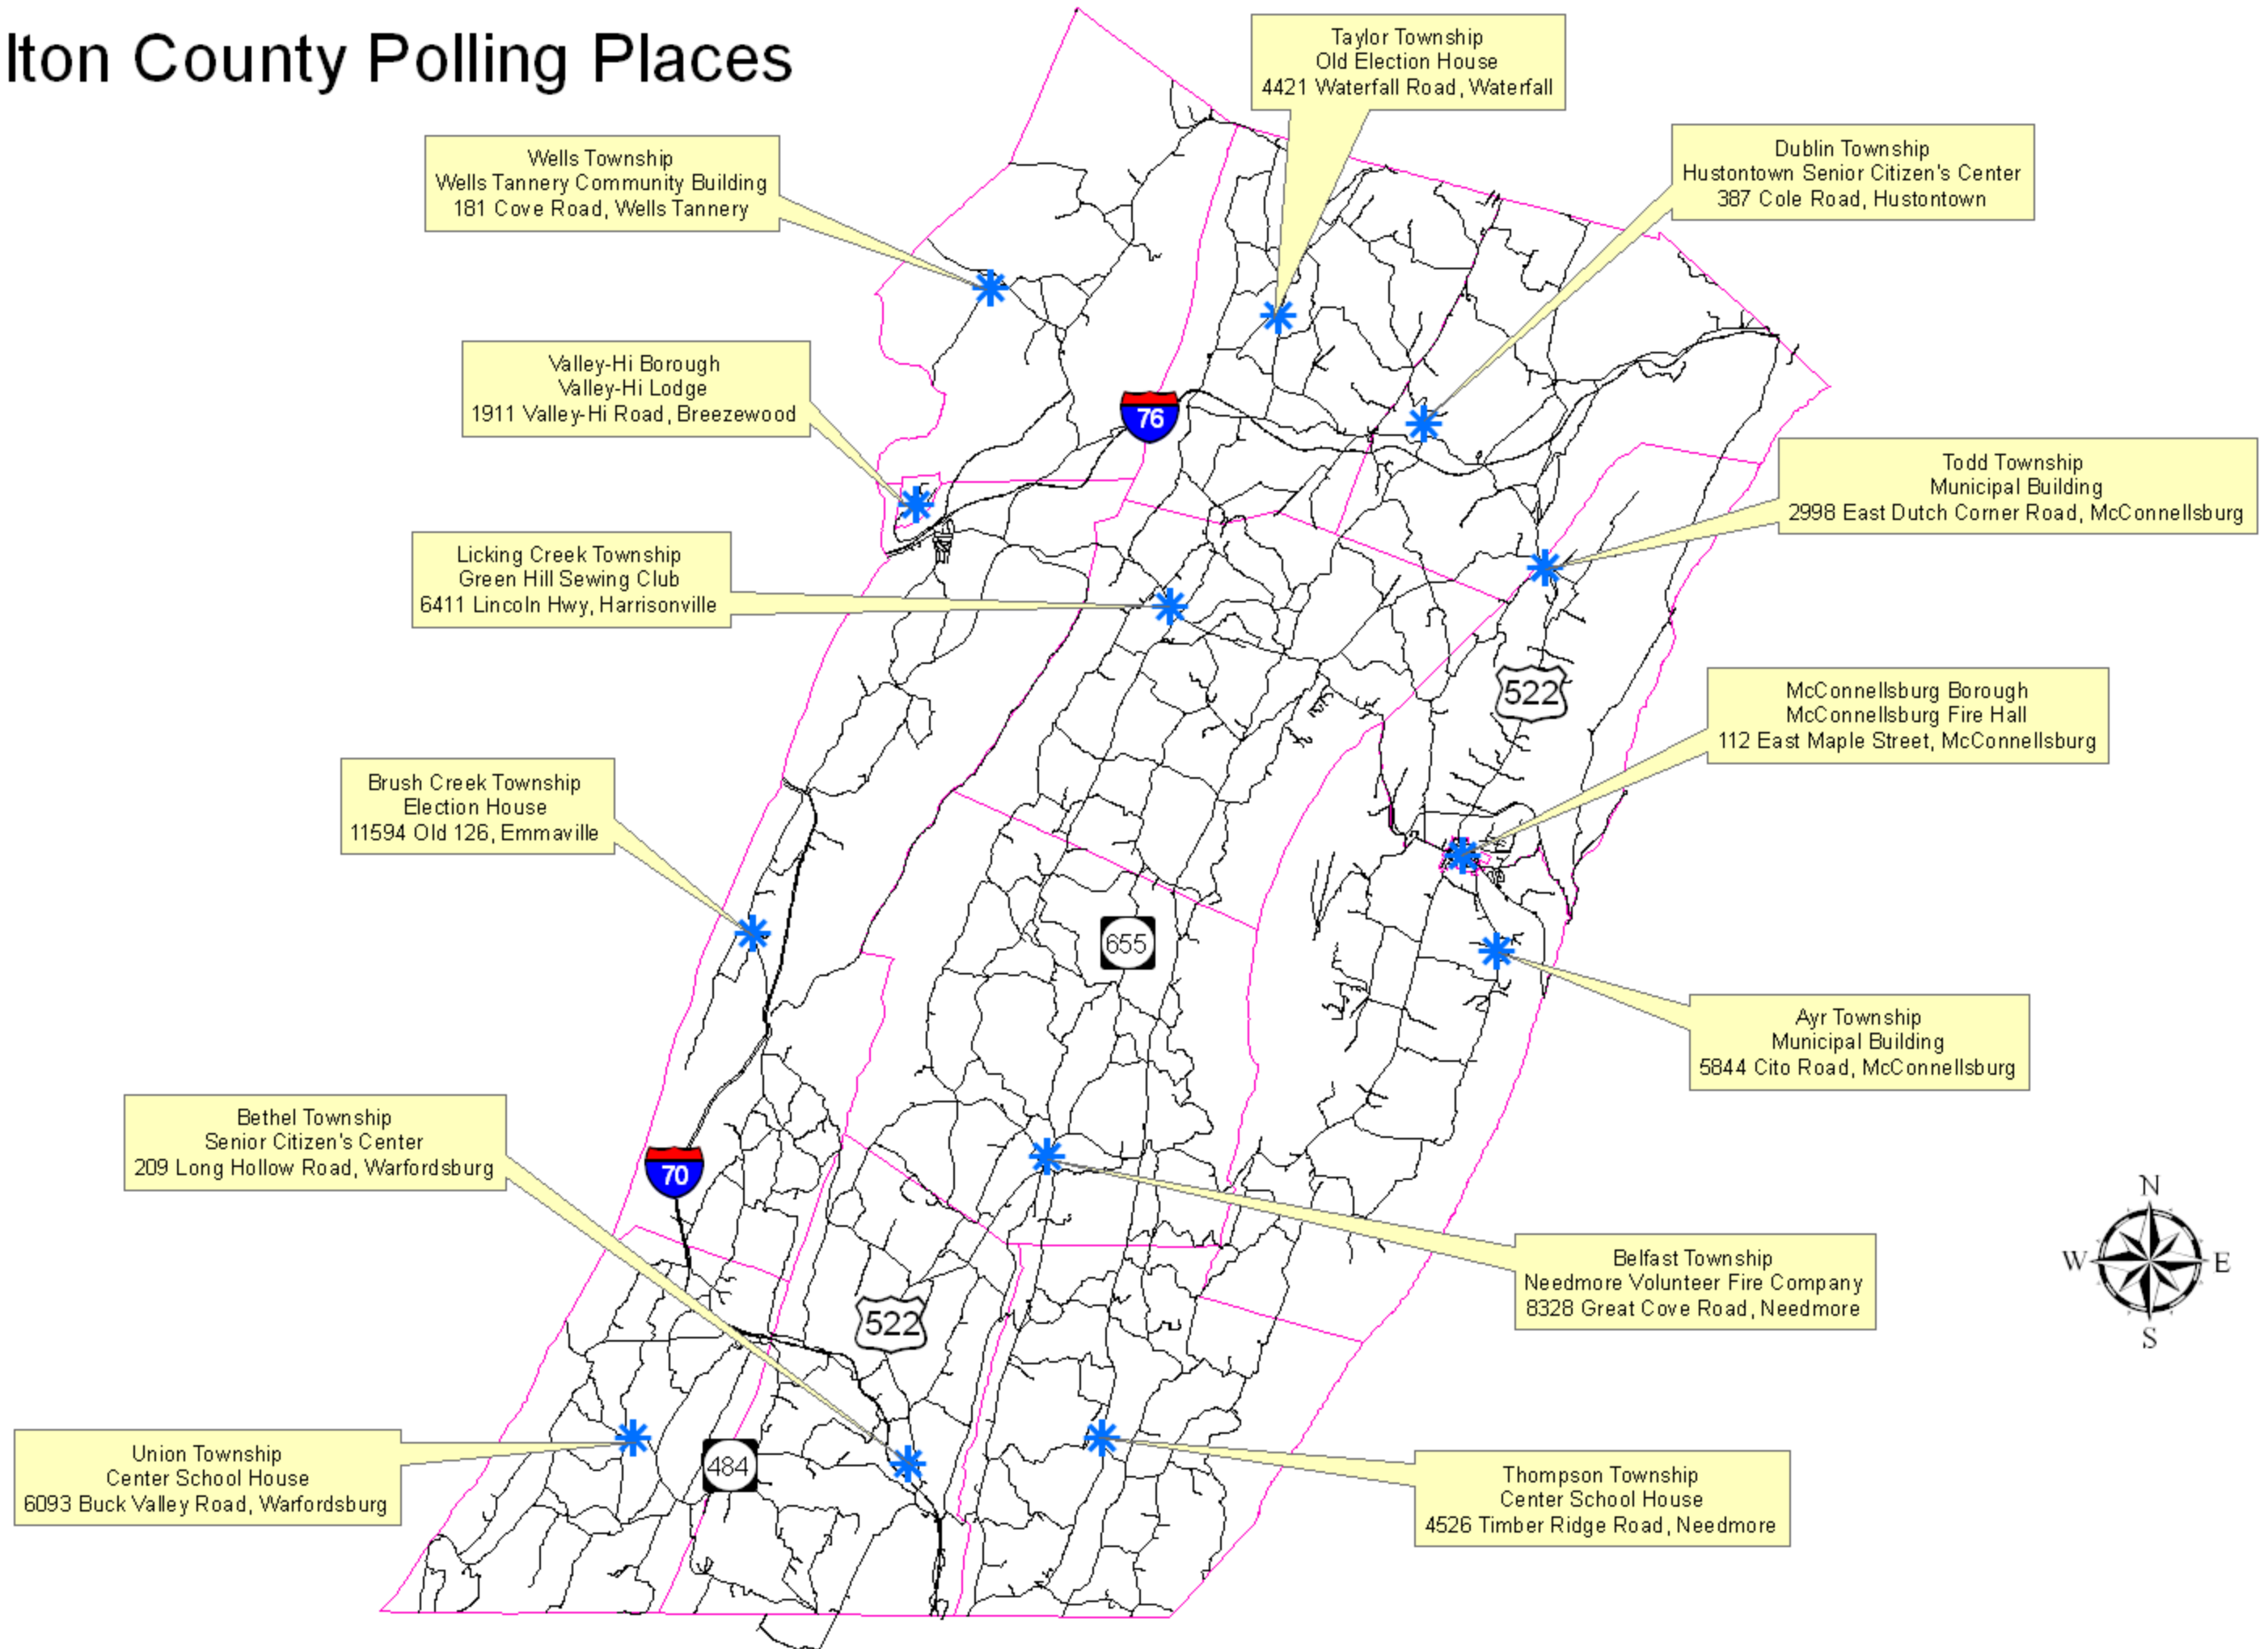 lton County Polling Places
Taylor Township
Old Election House
4421 Waterfall Road, Waterfall
Wells Township
Wells Tannery Community Building
181 Cove Road, Wells Tannery
Dublin Township
Hustontown Senior Citizen's Center
387 Cole Road, Hustontown
Valley-Hi Borough
Valley-Hi Lodge
1911 Valley-Hi Road, Breezewood
76
Todd Township
Municipal Building
2998 East Dutch Corner Road, McConnellsburg
Licking Creek Township
Green Hill Sewing Club
6411 Lincoln Hwy, Harrisonville
522
McConnellsburg Borough
McConnellsburg Fire Hall
112 East Maple Street, McConnellsburg
Brush Creek Township
Election House
11594 Old 126, Emmaville
655
Ayr Township
Municipal Building
5844 Cito Road, McConnellsburg
Bethel Township
Senior Citizen's Center
209 Long Hollow Road, Warfordsburg
70
N
W
E
S
Belfast Township
Needmore Volunteer Fire Company
8328 Great Cove Road, Needmore
522
Union Township
Center School House
6093 Buck Valley Road, Warfordsburg
484
Thompson Township
Center School House
4526 Timber Ridge Road, Needmore